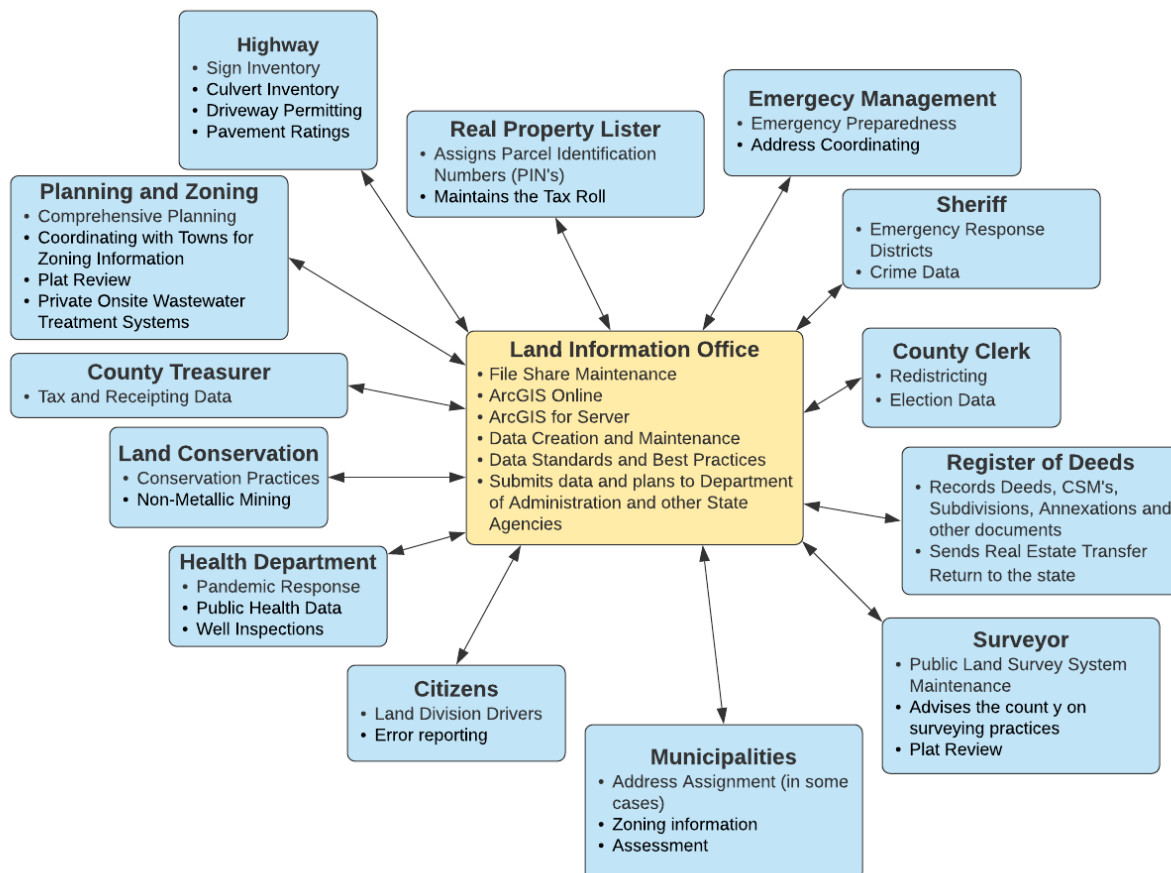 Highway
• Sign Inventory
• Culvert Inventory
• Driveway Permitting
• Pavement Ratings
Real Property Lister
• Assigns Parcel Identification
Numbers (PIN's)
• Maintains the Tax Roll
Emergecy Management
• Emergency Preparedness
• Address Coordinating
Planning and Zoning
• Comprehensive Planning
• Coordinating with Towns for
Zoning Information
• Plat Review
• Private Onsite Wastewater
Treatment Systems
Sheriff
• Emergency Response
Districts
• Crime Data
Land Information Office
• File Share Maintenance
• ArcGIS Online
• ArcGIS for Server
• Data Creation and Maintenance
• Data Standards and Best Practices
• Submits data and plans to Department
of Administration and other State
Agencies
County Treasurer
• Tax and Receipting Data
County Clerk
• Redistricting
• Election Data
Land Conservation
• Conservation Practices
• Non-Metallic Mining
Register of Deeds
• Records Deeds, CSM's,
Subdivisions, Annexations and
other documents
• Sends Real Estate Transfer
Return to the state
Health Department
• Pandemic Response
• Public Health Data
• Well Inspections
Surveyor
• Public Land Survey System
Maintenance
• Advises the count y on
surveying practices
• Plat Review
Citizens
• Land Division Drivers
• Error reporting
Municipalities
• Address Assignment (in some
cases)
• Zoning information
• Assessment